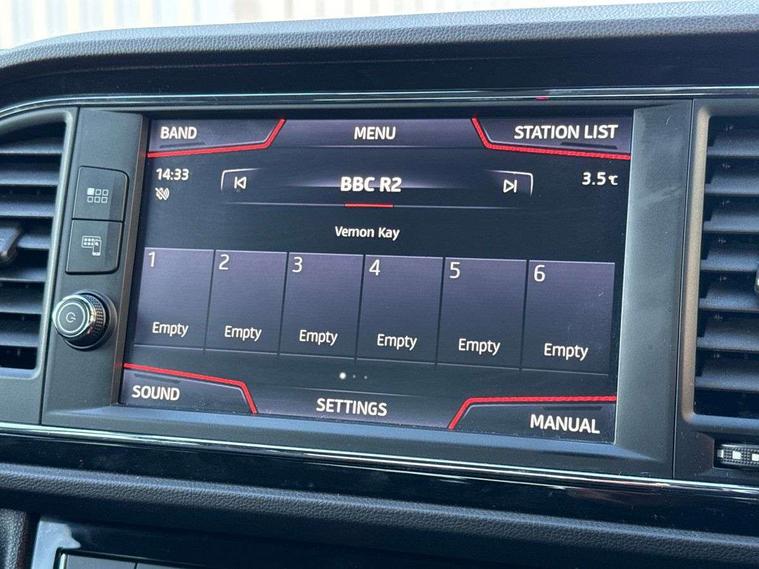 BAND MENU STATION LIST
14:33 BBC R2 3.5℃
Vernon Kay
1 2 3 4 5 6
Empty Empty Empty Empty Empty Empty
SOUND SETTINGS MANUAL